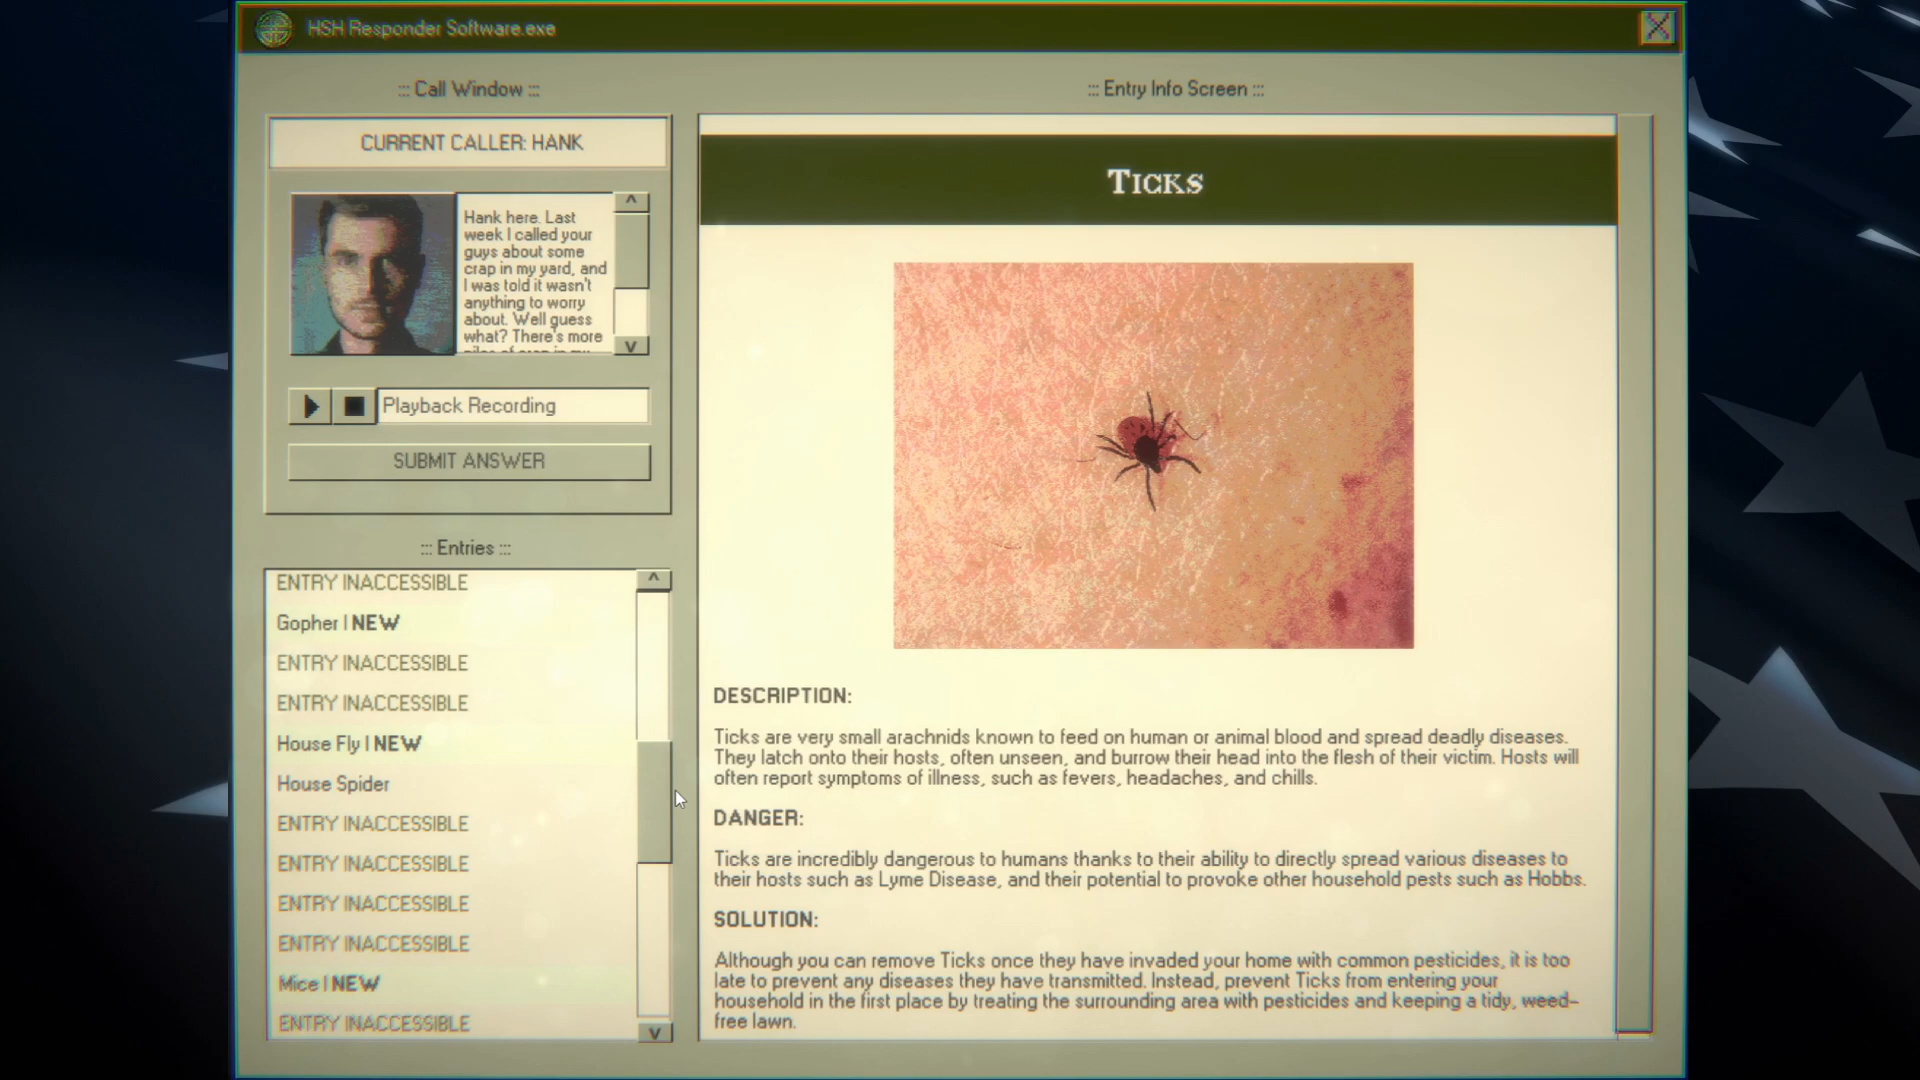 HSH Responder Software.exe
::: Call Window :::
CURRENT CALLER: HANK
Hank here. Last
week I called your
guys about some
crap in my yard, and
I was told it wasn't
anything to worry
about. Well guess
what? There's more
piles of crap in my
Playback Recording
SUBMIT ANSWER
::: Entries :::
ENTRY INACCESSIBLE
Gopher | NEW
ENTRY INACCESSIBLE
ENTRY INACCESSIBLE
House Fly | NEW
House Spider
ENTRY INACCESSIBLE
ENTRY INACCESSIBLE
ENTRY INACCESSIBLE
ENTRY INACCESSIBLE
Mice | NEW
ENTRY INACCESSIBLE
::: Entry Info Screen :::
TICKS
DESCRIPTION:
Ticks are very small arachnids known to feed on human or animal blood and spread deadly diseases.
They latch onto their hosts, often unseen, and burrow their head into the flesh of their victim. Hosts will
often report symptoms of illness, such as fevers, headaches, and chills.
DANGER:
Ticks are incredibly dangerous to humans thanks to their ability to directly spread various diseases to
their hosts such as Lyme Disease, and their potential to provoke other household pests such as Hobbs.
SOLUTION:
Although you can remove Ticks once they have invaded your home with common pesticides, it is too
late to prevent any diseases they have transmitted. Instead, prevent Ticks from entering your
household in the first place by treating the surrounding area with pesticides and keeping a tidy, weed-
free lawn.